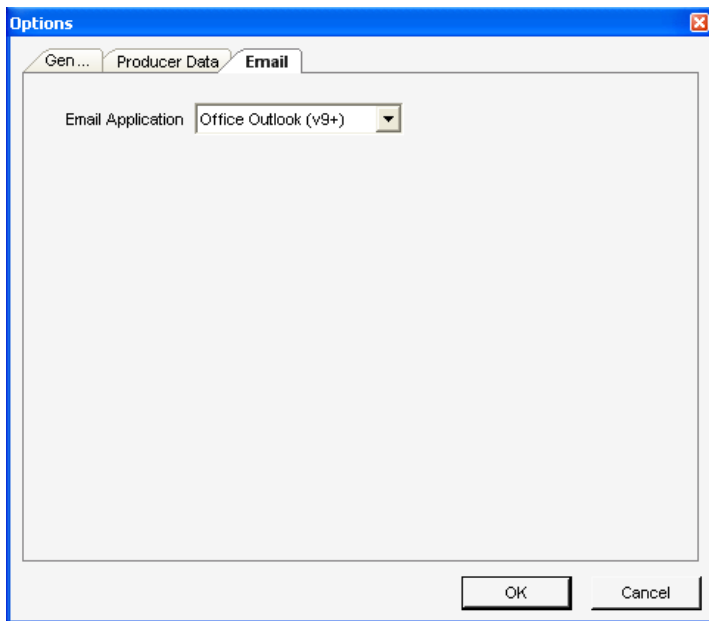 Options
Gen... Producer Data Email
Email Application Office Outlook (v9+)
OK Cancel